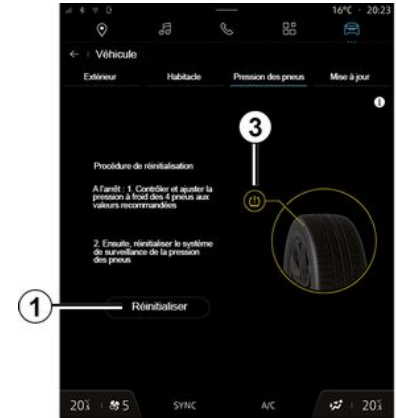 16°C · 20:23
← Véhicule
Extérieur Habitacle Pression des pneus Mise à jour
3
Procédure de réinitialisation
A l'arrêt : 1. Contrôler et ajuster la
pression à froid des 4 pneus aux
valeurs recommandées
2. Ensuite, réinitialiser le système
de surveillance de la pression
des pneus
1
Réinitialiser
5 SYNC A/C